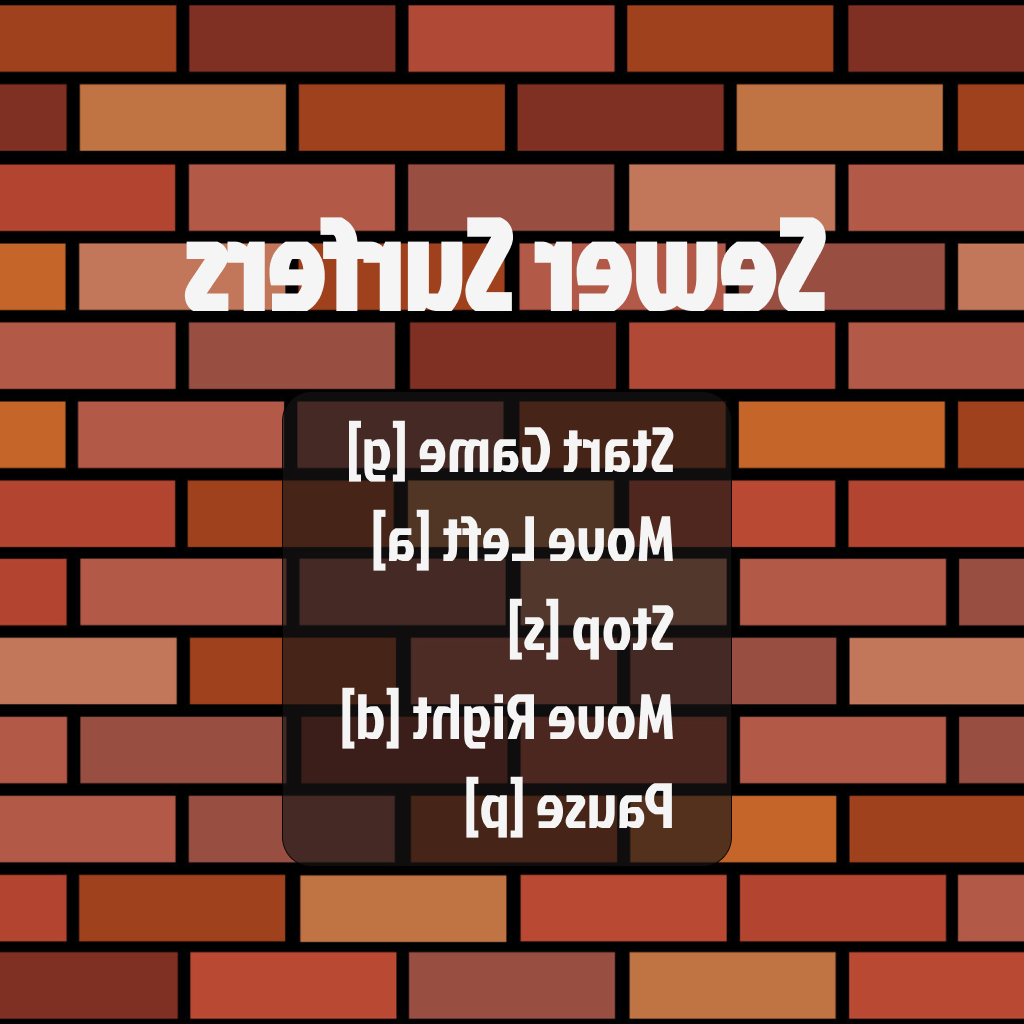 Sewer Surfers
Start Game [g]
Move Left [a]
Stop [s]
Move Right [d]
Pause [p]